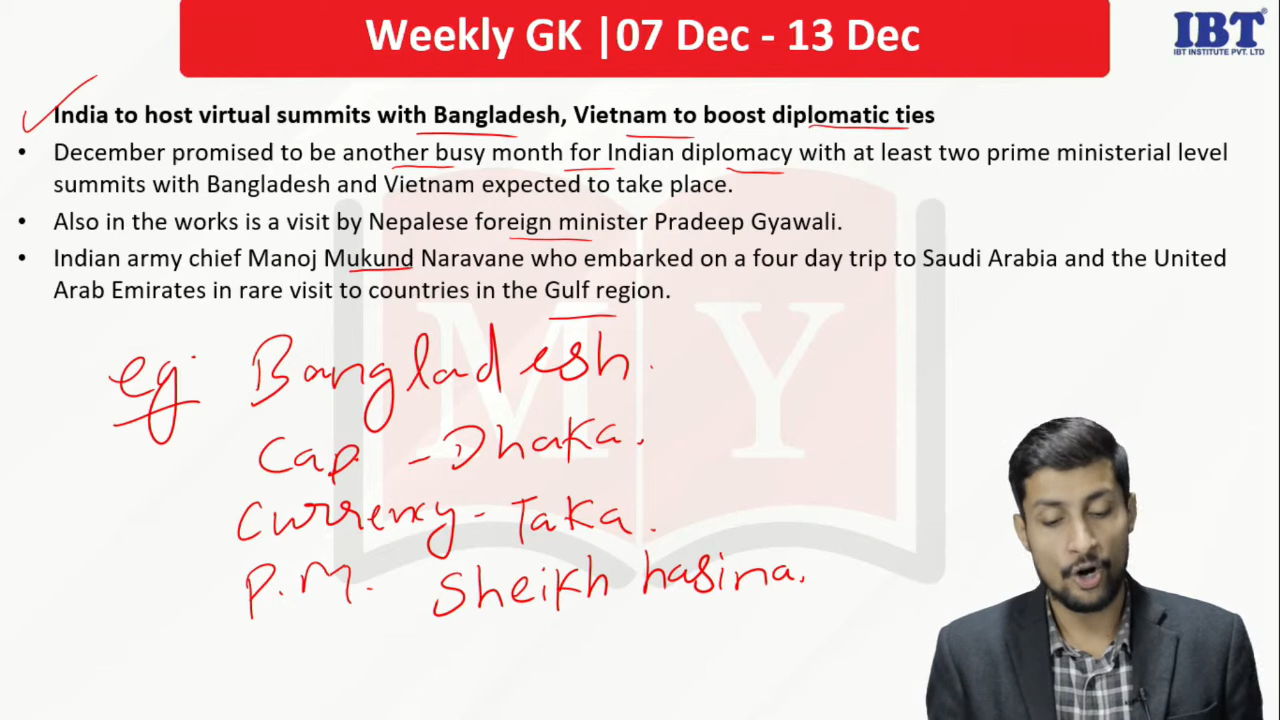 Weekly GK |07 Dec - 13 Dec
IBT
IBT INSTITUTE PVT. LTD
India to host virtual summits with Bangladesh, Vietnam to boost diplomatic ties
• December promised to be another busy month for Indian diplomacy with at least two prime ministerial level
summits with Bangladesh and Vietnam expected to take place.
• Also in the works is a visit by Nepalese foreign minister Pradeep Gyawali.
• Indian army chief Manoj Mukund Naravane who embarked on a four day trip to Saudi Arabia and the United
Arab Emirates in rare visit to countries in the Gulf region.
M Y
eg Bangladesh.
Cap - Dhaka.
Currency - Taka.
P.M. Sheikh hasina.